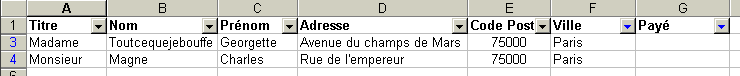 A B C D E F G
1 Titre Nom Prénom Adresse Code Post Ville Payé
3 Madame Toutcequejebouffe Georgette Avenue du champs de Mars 75000 Paris
4 Monsieur Magne Charles Rue de l'empereur 75000 Paris